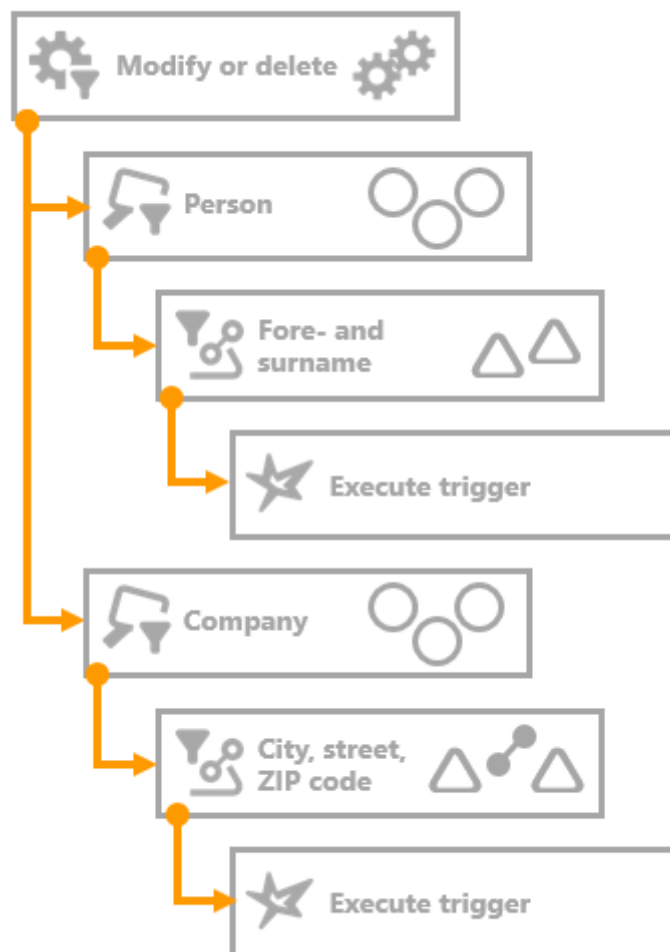 Modify or delete
Person
Fore- and
surname
Execute trigger
Company
City, street,
ZIP code
Execute trigger